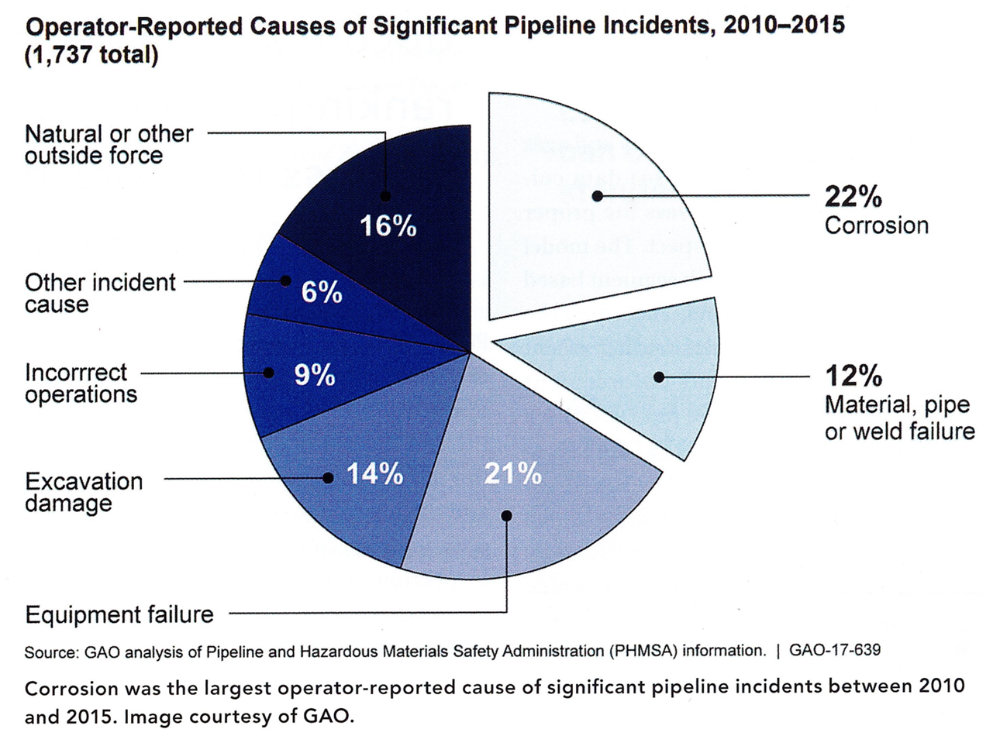 Operator-Reported Causes of Significant Pipeline Incidents, 2010–2015
(1,737 total)
Natural or other
outside force
16%
22%
Corrosion
Other incident
cause
6%
Incorrrect
operations
9%
12%
Material, pipe
or weld failure
Excavation
damage
14%
21%
Equipment failure
Source: GAO analysis of Pipeline and Hazardous Materials Safety Administration (PHMSA) information. | GAO-17-639
Corrosion was the largest operator-reported cause of significant pipeline incidents between 2010
and 2015. Image courtesy of GAO.